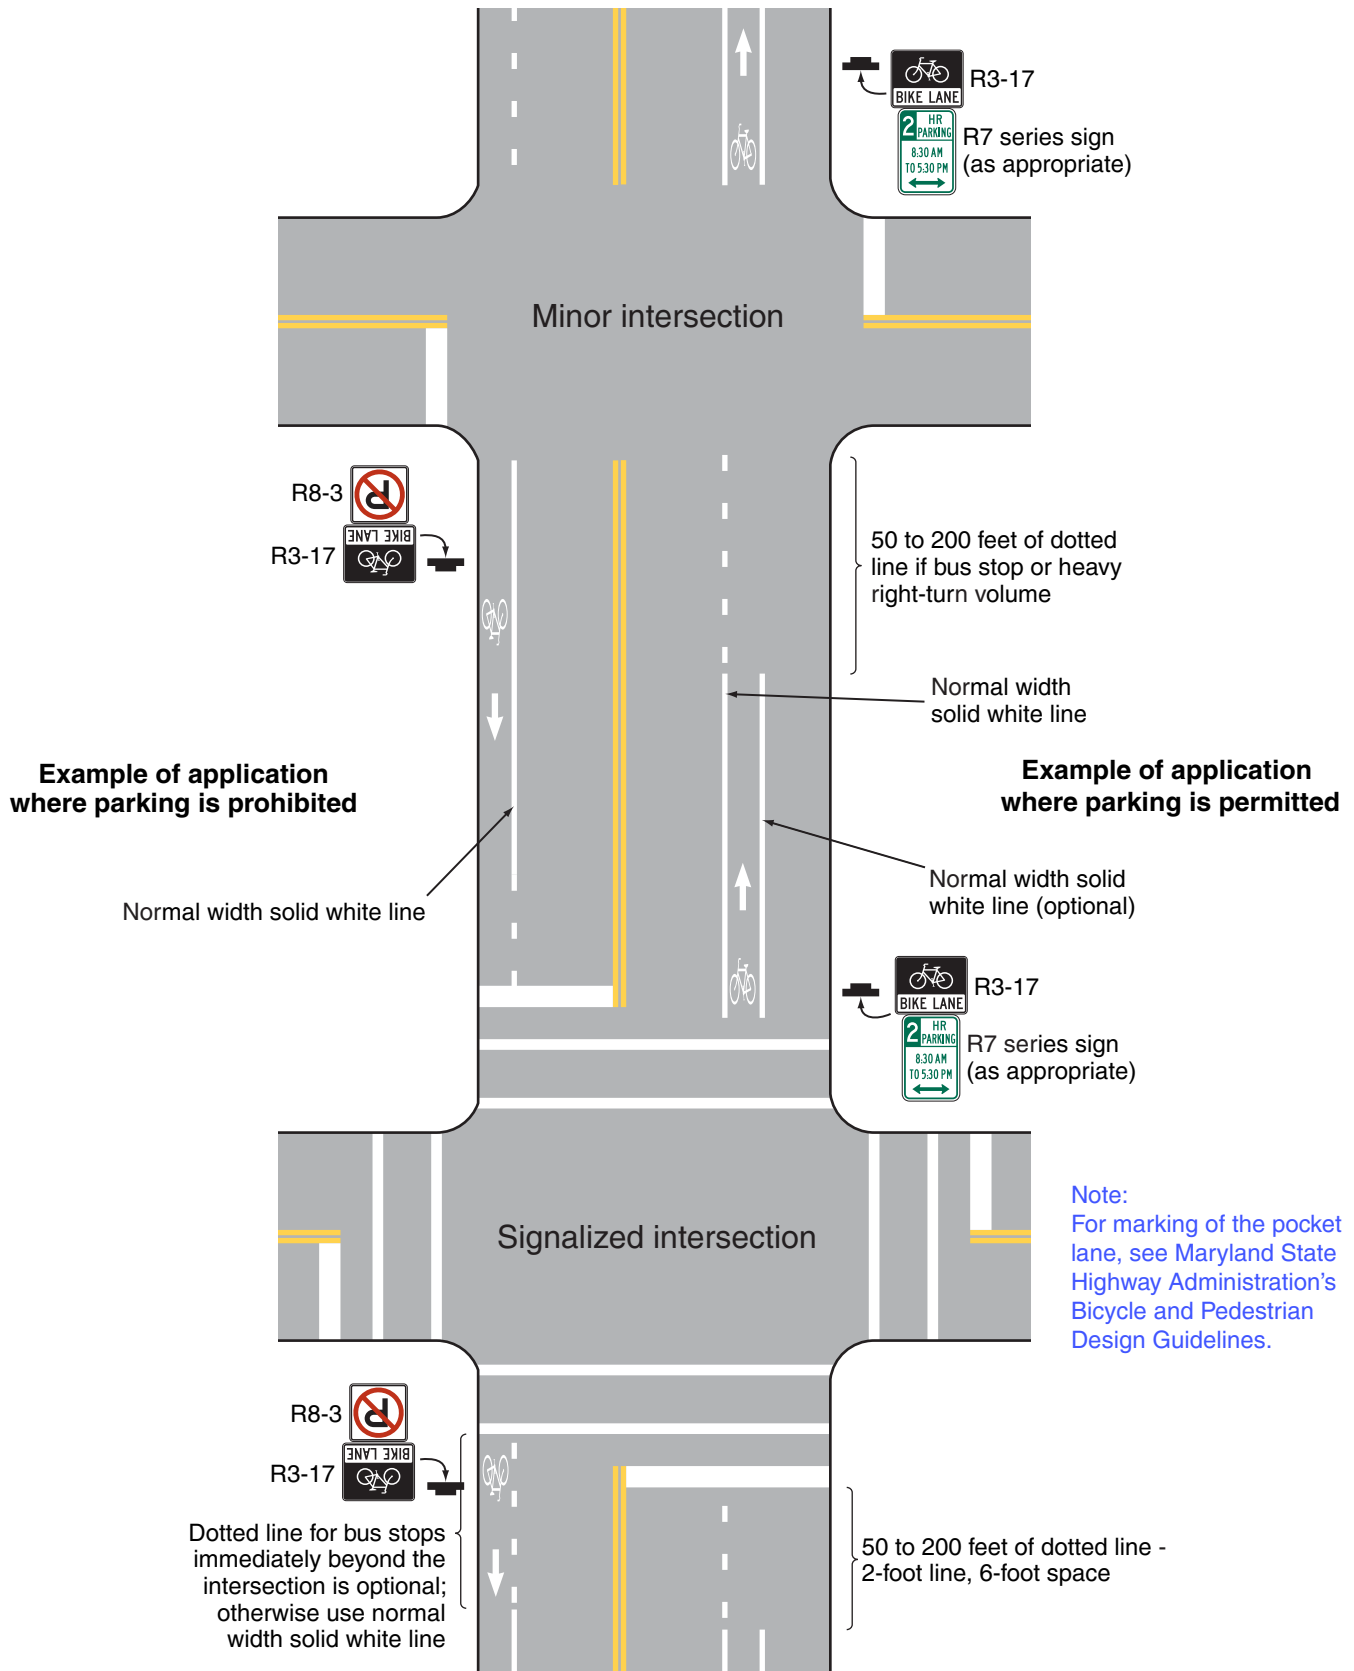 BIKE LANE
R3-17
2 HR
PARKING
8:30 AM
TO 5:30 PM
R7 series sign
(as appropriate)
Minor intersection
R8-3
P
R3-17
BIKE LANE
50 to 200 feet of dotted
line if bus stop or heavy
right-turn volume
Normal width
solid white line
Example of application
where parking is prohibited
Example of application
where parking is permitted
Normal width solid white line
Normal width solid
white line (optional)
BIKE LANE
R3-17
2 HR
PARKING
8:30 AM
TO 5:30 PM
R7 series sign
(as appropriate)
Signalized intersection
Note:
For marking of the pocket
lane, see Maryland State
Highway Administration's
Bicycle and Pedestrian
Design Guidelines.
R8-3
P
R3-17
BIKE LANE
Dotted line for bus stops
immediately beyond the
intersection is optional;
otherwise use normal
width solid white line
50 to 200 feet of dotted line -
2-foot line, 6-foot space